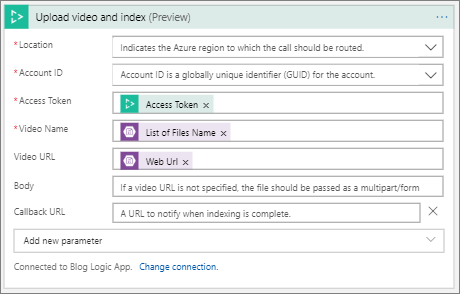 Upload video and index (Preview)
* Location
Indicates the Azure region to which the call should be routed.
* Account ID
Account ID is a globally unique identifier (GUID) for the account.
* Access Token
Access Token ×
* Video Name
List of Files Name ×
Video URL
Web Url ×
Body
If a video URL is not specified, the file should be passed as a multipart/form
Callback URL
A URL to notify when indexing is complete.
Add new parameter
Connected to Blog Logic App. Change connection.